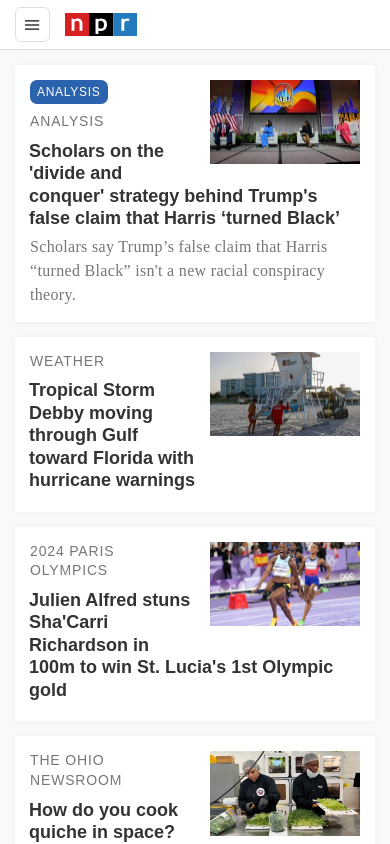 npr
ANALYSIS
ANALYSIS
Scholars on the
'divide and
conquer' strategy behind Trump's
false claim that Harris ‘turned Black’
Scholars say Trump’s false claim that Harris
“turned Black” isn't a new racial conspiracy
theory.
WEATHER
Tropical Storm
Debby moving
through Gulf
toward Florida with
hurricane warnings
2024 PARIS
OLYMPICS
Julien Alfred stuns
Sha'Carri
Richardson in
100m to win St. Lucia's 1st Olympic
gold
THE OHIO
NEWSROOM
How do you cook
quiche in space?